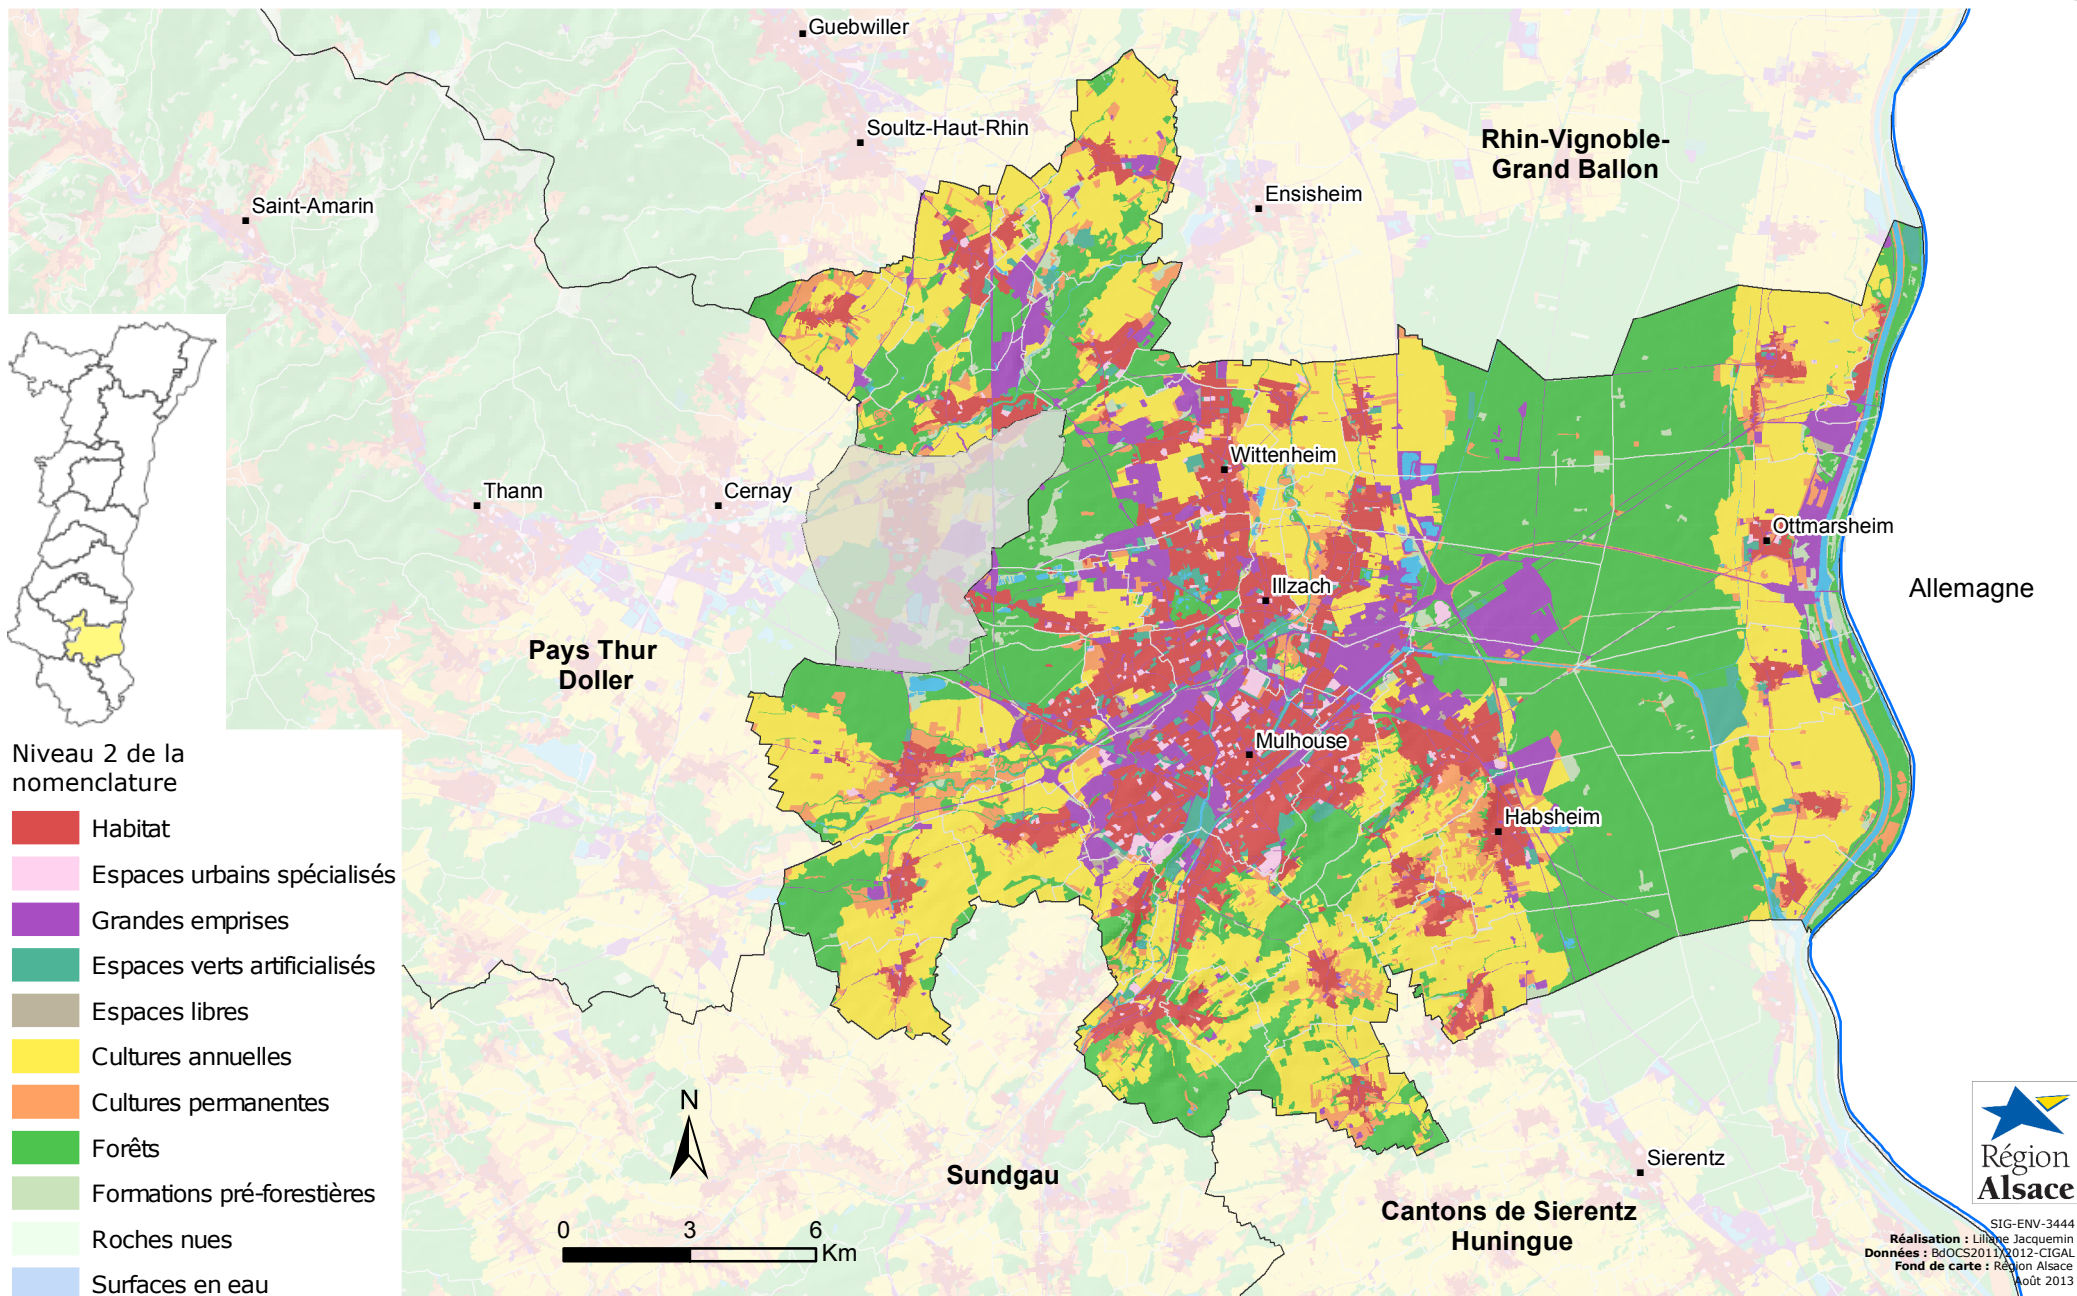 Guebwiller
Soultz-Haut-Rhin
Rhin-Vignoble-
Grand Ballon
Saint-Amarin
Ensisheim
Wittenheim
Thann
Cernay
Ottmarsheim
Illzach
Allemagne
Pays Thur
Doller
Mulhouse
Habsheim
Niveau 2 de la
nomenclature
Habitat
Espaces urbains spécialisés
Grandes emprises
Espaces verts artificialisés
Espaces libres
Cultures annuelles
Cultures permanentes
Forêts
Formations pré-forestières
Roches nues
Surfaces en eau
N
0 3 6
Km
Sundgau
Sierentz
Cantons de Sierentz
Huningue
Région
Alsace
SIG-ENV-3444
Réalisation : Liliane Jacquemin
Données : BdOCS2011/2012-CIGAL
Fond de carte : Région Alsace
Août 2013